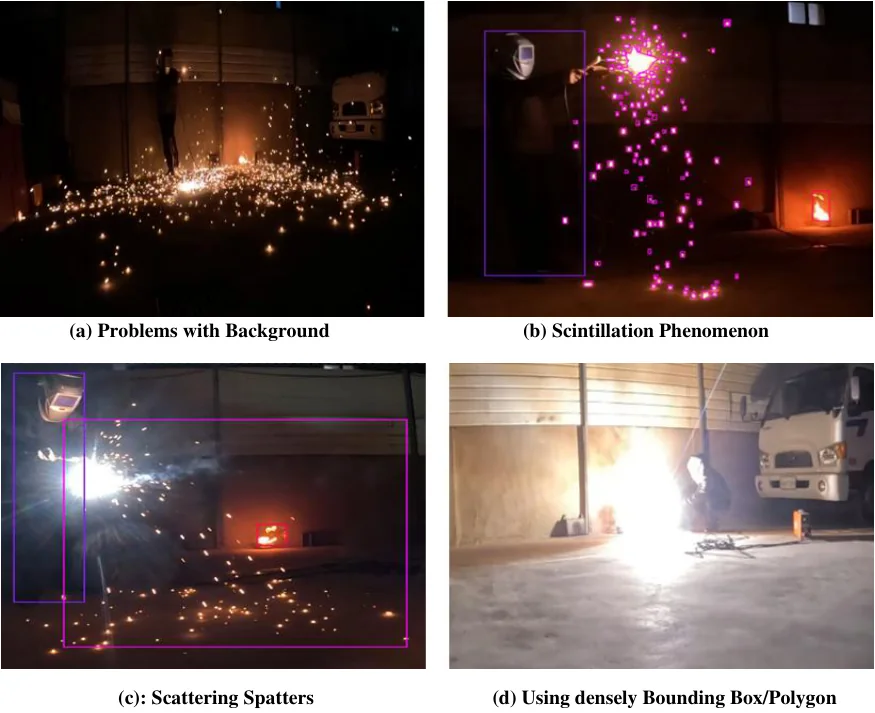 (a) Problems with Background
(b) Scintillation Phenomenon
(c): Scattering Spatters
(d) Using densely Bounding Box/Polygon